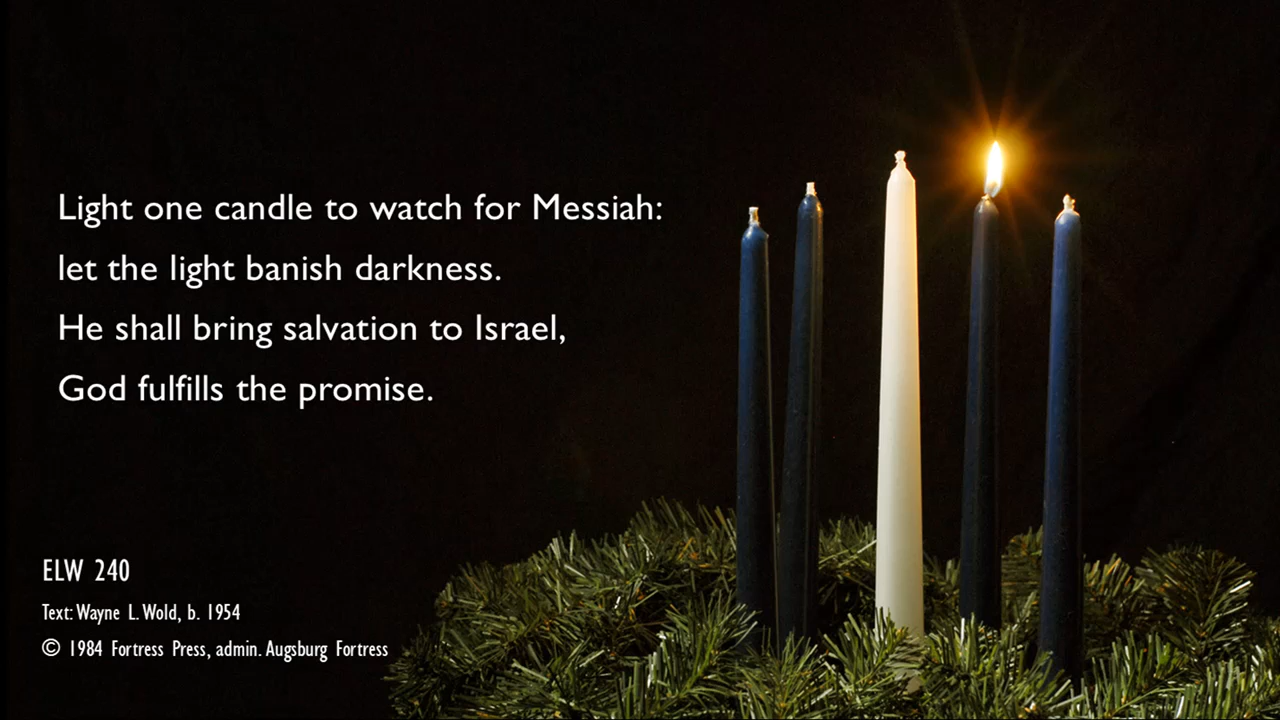 Light one candle to watch for Messiah:
let the light banish darkness.
He shall bring salvation to Israel,
God fulfills the promise.
ELW 240
Text: Wayne L. Wold, b. 1954
© 1984 Fortress Press, admin. Augsburg Fortress